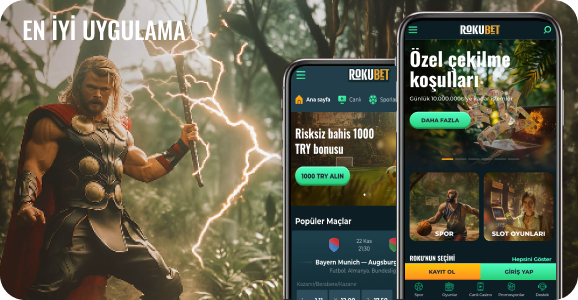 EN İYİ UYGULAMA
ROKUBET
Ana sayfa
Canlı
Sporlar
Risksiz bahis 1000
TRY bonusu
1000 TRY ALIN
Popüler Maçlar
22 Kas
21:30
Bayern Munich — Augsburg
Futbol. Almanya. Bundesliga
ROKUBET
Özel çekilme
koşulları
Günlük 10.000.000₺'ye kadar işlemler
DAHA FAZLA
SPOR
SLOT OYUNLARI
ROKU'NUN SEÇİMİ
Hepsini Göster
KAYIT OL
GİRİŞ YAP
Spor
Oyunlar
Canlı Casino
Promosyonlar
Destek